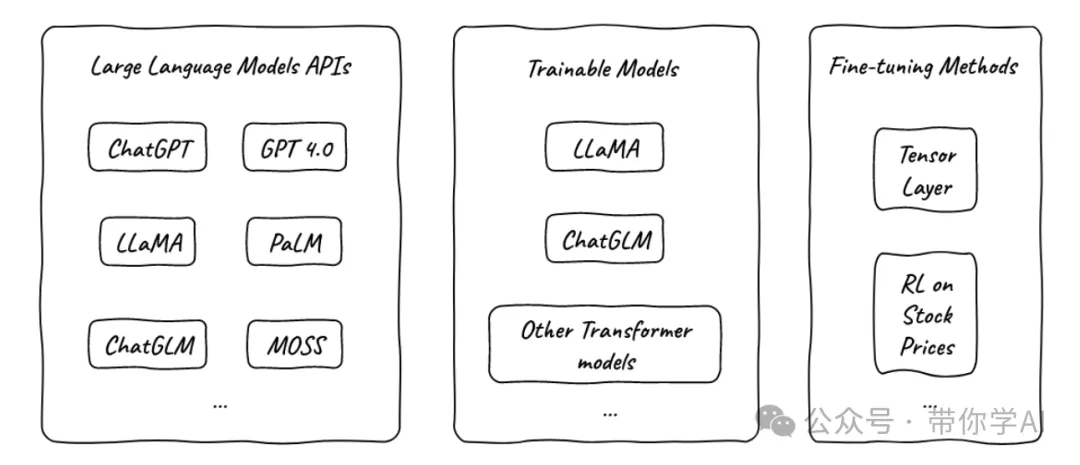 Large Language Models APIs
ChatGPT
GPT 4.0
LLaMA
PaLM
ChatGLM
MOSS
...
Trainable Models
LLaMA
ChatGLM
Other Transformer
models
...
Fine-tuning Methods
Tensor
Layer
RL on
Stock
Prices
...
公众号 · 带你学AI